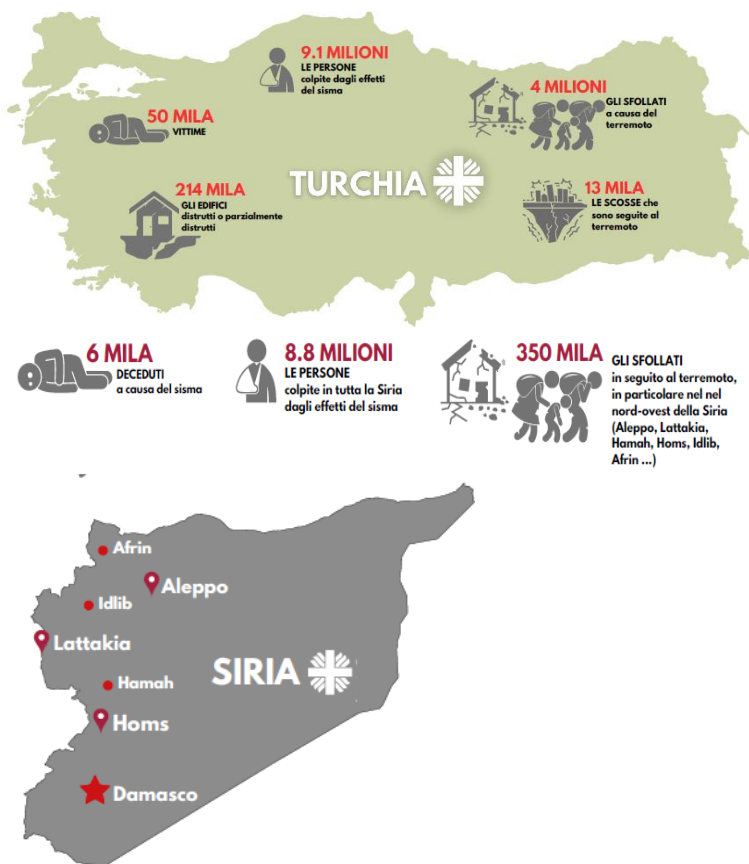 9.1 MILIONI
LE PERSONE
colpite dagli effetti
del sisma
4 MILIONI
GLI SFOLLATI
a causa del
terremoto
50 MILA
VITTIME
TURCHIA
214 MILA
GLI EDIFICI
distrutti o parzialmente
distrutti
13 MILA
LE SCOSSE che
sono seguite al
terremoto
6 MILA
DECEDUTI
a causa del sisma
8.8 MILIONI
LE PERSONE
colpite in tutta la Siria
dagli effetti del sisma
350 MILA
GLI SFOLLATI
in seguito al terremoto,
in particolare nel nel
nord-ovest della Siria
(Aleppo, Lattakia,
Hamah, Homs, Idlib,
Afrin ...)
Afrin
Aleppo
Idlib
Lattakia
SIRIA
Hamah
Homs
Damasco